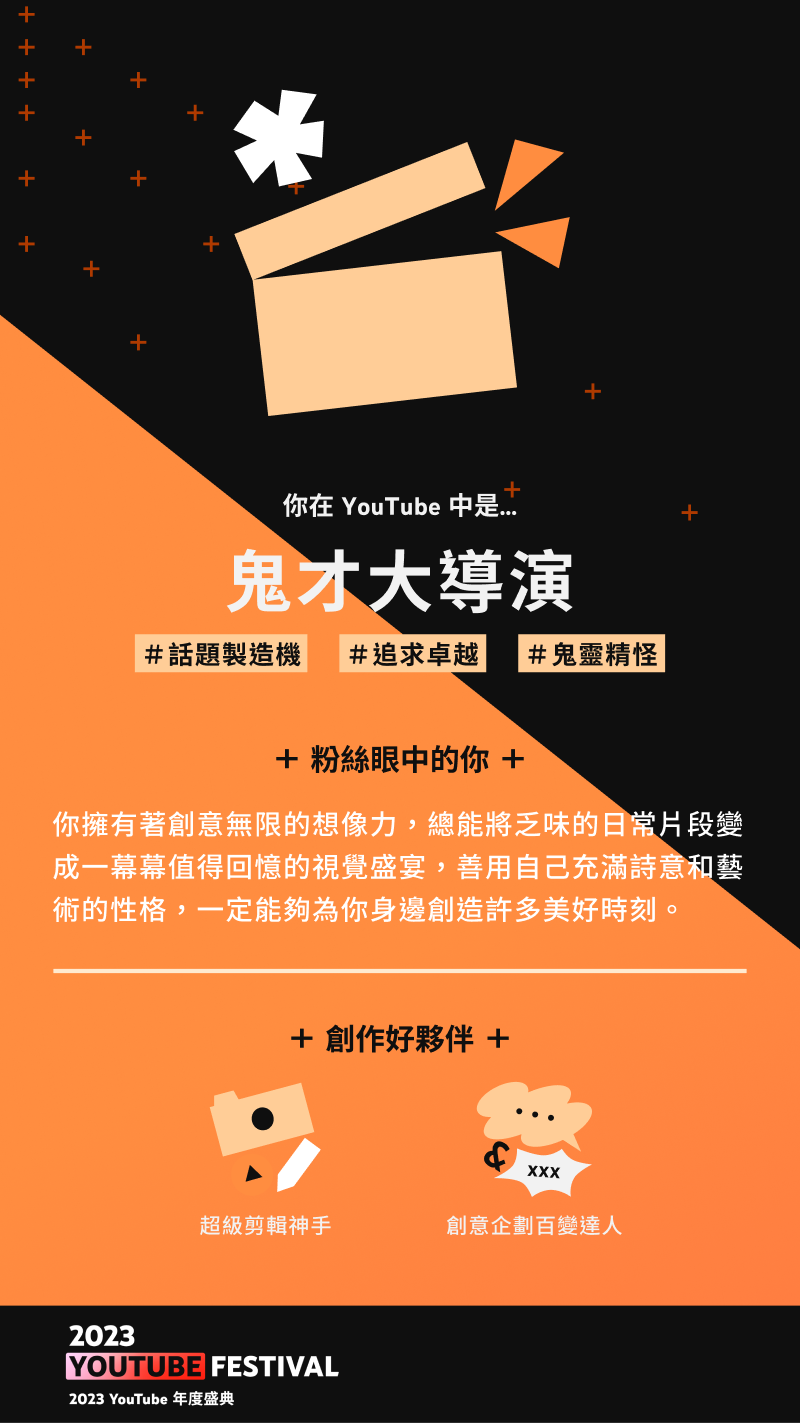 你在 YouTube 中是...
鬼才大導演
#話題製造機 #追求卓越 #鬼靈精怪
+ 粉絲眼中的你 +
你擁有著創意無限的想像力，總能將乏味的日常片段變
成一幕幕值得回憶的視覺盛宴，善用自己充滿詩意和藝
術的性格，一定能夠為你身邊創造許多美好時刻。
+ 創作好夥伴 +
&
XXX
超級剪輯神手 創意企劃百變達人
2023
YOUTUBE FESTIVAL
2023 YouTube 年度盛典